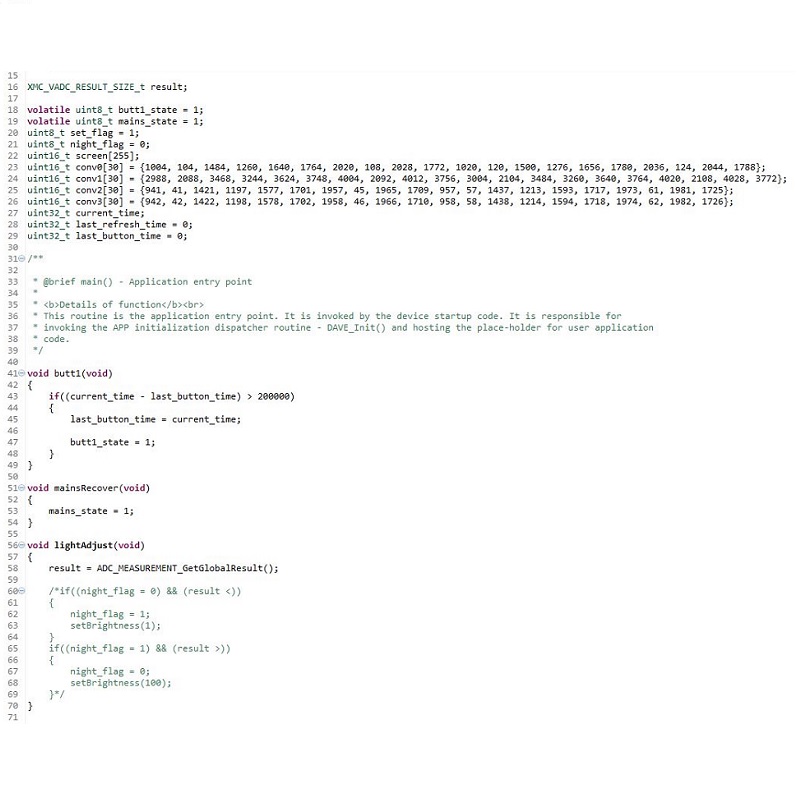 15
16 XMC_VADC_RESULT_SIZE_t result;
17
18 volatile uint8_t butt1_state = 1;
19 volatile uint8_t mains_state = 1;
20 uint8_t set_flag = 1;
21 uint8_t night_flag = 0;
22 uint16_t screen[255];
23 uint16_t conv0[30] = {1004, 104, 1484, 1260, 1640, 1764, 2020, 108, 2028, 1772, 1020, 120, 1500, 1276, 1656, 1780, 2036, 124, 2044, 1788};
24 uint16_t conv1[30] = {2988, 2088, 3468, 3244, 3624, 3748, 4004, 2092, 4012, 3756, 3004, 2104, 3484, 3260, 3640, 3764, 4020, 2108, 4028, 3772};
25 uint16_t conv2[30] = {941, 41, 1421, 1197, 1577, 1701, 1957, 45, 1965, 1709, 957, 57, 1437, 1213, 1593, 1717, 1973, 61, 1981, 1725};
26 uint16_t conv3[30] = {942, 42, 1422, 1198, 1578, 1702, 1958, 46, 1966, 1710, 958, 58, 1438, 1214, 1594, 1718, 1974, 62, 1982, 1726};
27 uint32_t current_time;
28 uint32_t last_refresh_time = 0;
29 uint32_t last_button_time = 0;
30
31 /**
32
33 * @brief main() - Application entry point
34 *
35 * <b>Details of function</b><br>
36 * This routine is the application entry point. It is invoked by the device startup code. It is responsible for
37 * invoking the APP initialization dispatcher routine - DAVE_Init() and hosting the place-holder for user application
38 * code.
39 */
40
41 void butt1(void)
42 {
43 if((current_time - last_button_time) > 200000)
44 {
45 last_button_time = current_time;
46
47 butt1_state = 1;
48 }
49 }
50
51 void mainsRecover(void)
52 {
53 mains_state = 1;
54 }
55
56 void lightAdjust(void)
57 {
58 result = ADC_MEASUREMENT_GetGlobalResult();
59
60 /*if((night_flag = 0) && (result <))
61 {
62 night_flag = 1;
63 setBrightness(1);
64 }
65 if((night_flag = 1) && (result >))
66 {
67 night_flag = 0;
68 setBrightness(100);
69 }*/
70 }
71